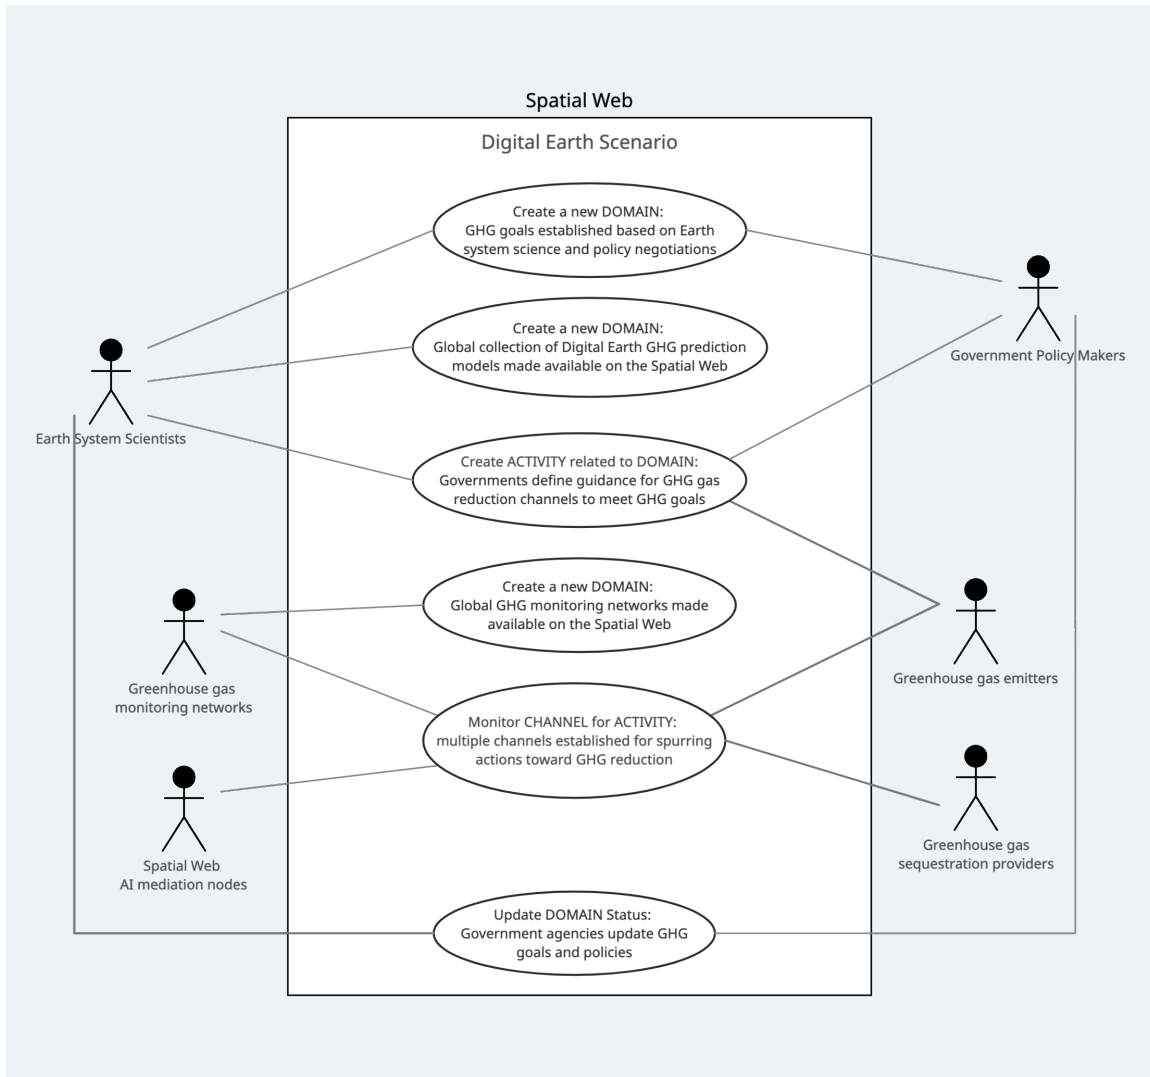 Spatial Web
Digital Earth Scenario
Create a new DOMAIN:
GHG goals established based on Earth
system science and policy negotiations
Create a new DOMAIN:
Global collection of Digital Earth GHG prediction
models made available on the Spatial Web
Government Policy Makers
Earth System Scientists
Create ACTIVITY related to DOMAIN:
Governments define guidance for GHG gas
reduction channels to meet GHG goals
Create a new DOMAIN:
Global GHG monitoring networks made
available on the Spatial Web
Greenhouse gas
monitoring networks
Greenhouse gas emitters
Monitor CHANNEL for ACTIVITY:
multiple channels established for spurring
actions toward GHG reduction
Spatial Web
AI mediation nodes
Greenhouse gas
sequestration providers
Update DOMAIN Status:
Government agencies update GHG
goals and policies